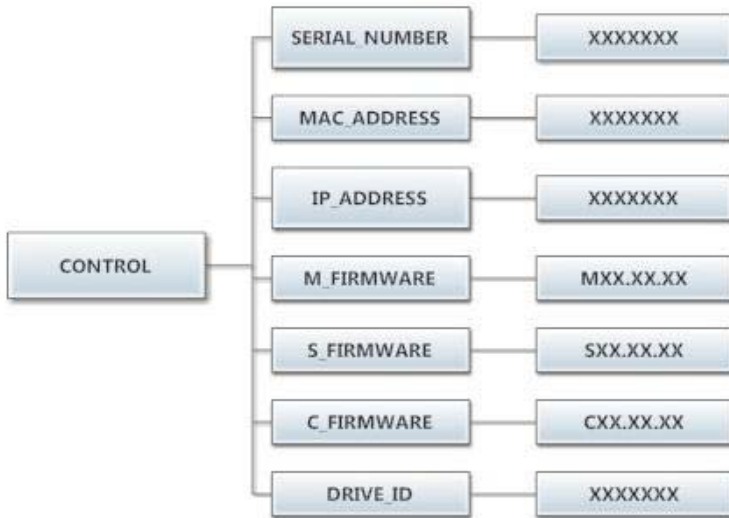 SERIAL_NUMBER XXXXXXX
MAC_ADDRESS XXXXXXX
IP_ADDRESS XXXXXXX
CONTROL
M_FIRMWARE MXX.XX.XX
S_FIRMWARE SXX.XX.XX
C_FIRMWARE CXX.XX.XX
DRIVE_ID XXXXXXX